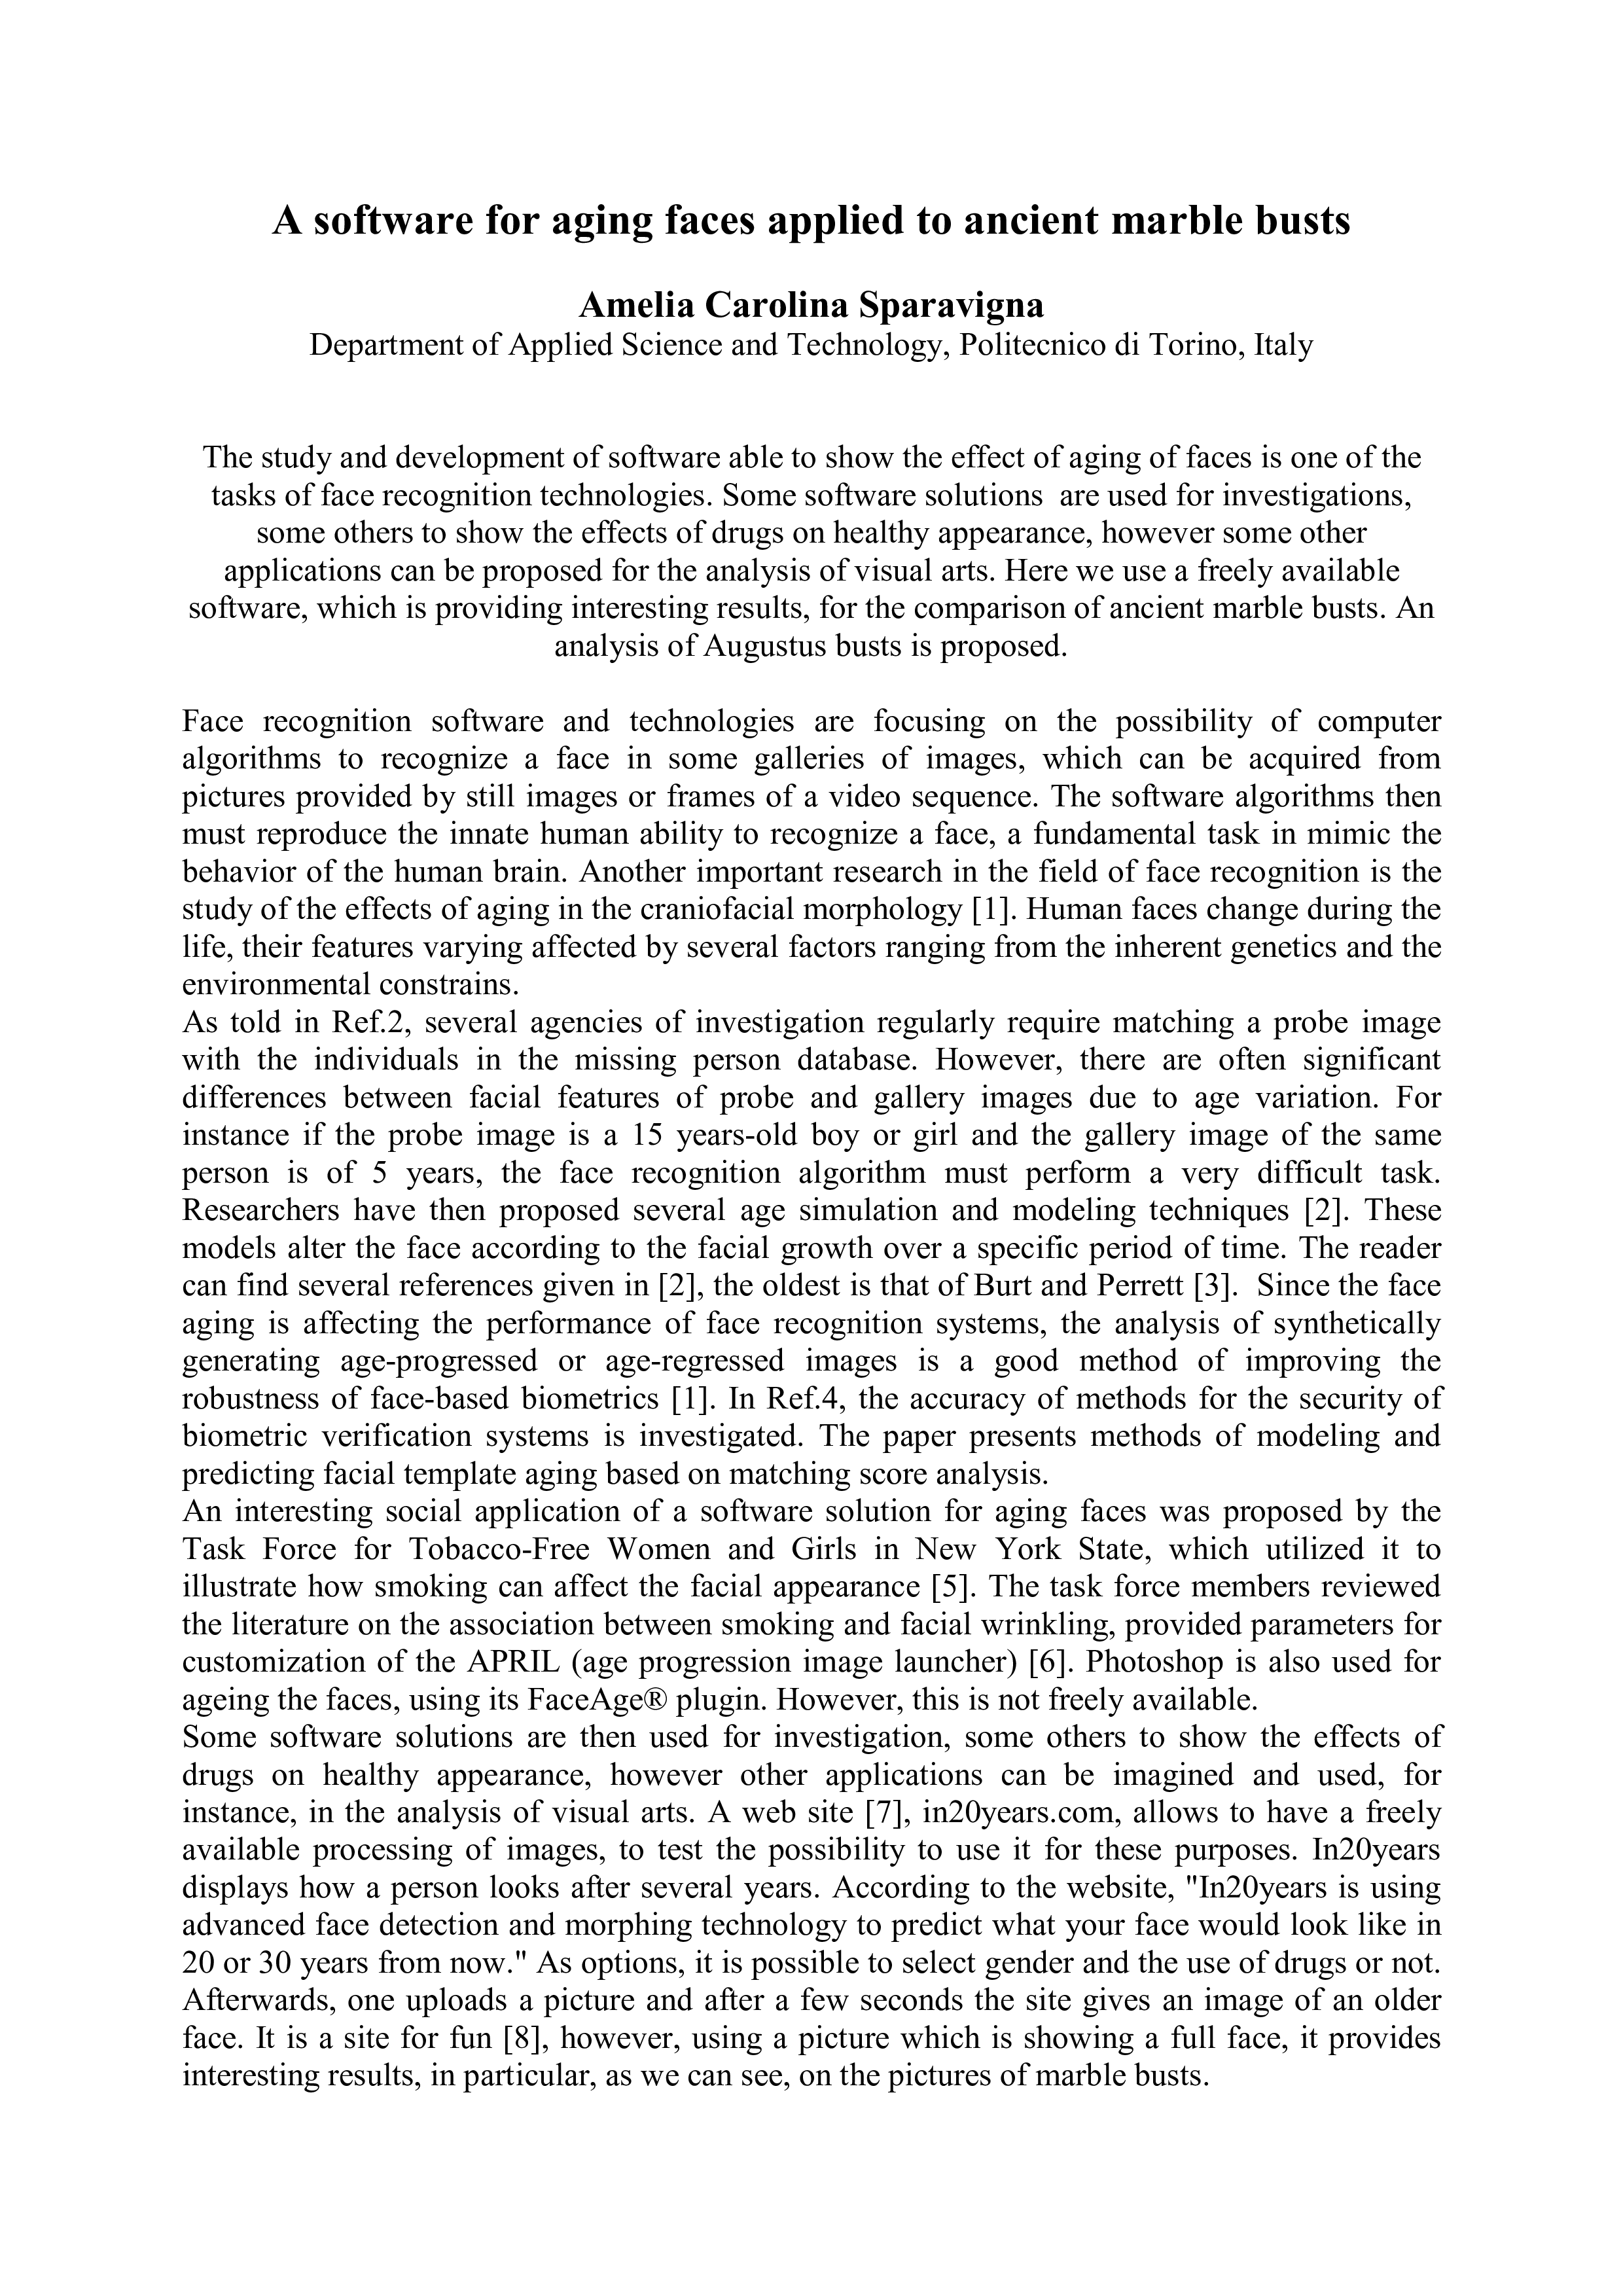 A software for aging faces applied to ancient marble busts
Amelia Carolina Sparavigna
Department of Applied Science and Technology, Politecnico di Torino, Italy
The study and development of software able to show the effect of aging of faces is one of the
tasks of face recognition technologies. Some software solutions  are used for investigations,
some others to show the effects of drugs on healthy appearance, however some other
applications can be proposed for the analysis of visual arts. Here we use a freely available
software, which is providing interesting results, for the comparison of ancient marble busts. An
analysis of Augustus busts is proposed.
Face recognition software and technologies are focusing on the possibility of computer
algorithms to recognize a face in some galleries of images, which can be acquired from
pictures provided by still images or frames of a video sequence. The software algorithms then
must reproduce the innate human ability to recognize a face, a fundamental task in mimic the
behavior of the human brain. Another important research in the field of face recognition is the
study of the effects of aging in the craniofacial morphology [1]. Human faces change during the
life, their features varying affected by several factors ranging from the inherent genetics and the
environmental constrains.
As told in Ref.2, several agencies of investigation regularly require matching a probe image
with the individuals in the missing person database. However, there are often significant
differences between facial features of probe and gallery images due to age variation. For
instance if the probe image is a 15 years-old boy or girl and the gallery image of the same
person is of 5 years, the face recognition algorithm must perform a very difficult task.
Researchers have then proposed several age simulation and modeling techniques [2]. These
models alter the face according to the facial growth over a specific period of time. The reader
can find several references given in [2], the oldest is that of Burt and Perrett [3].  Since the face
aging is affecting the performance of face recognition systems, the analysis of synthetically
generating age-progressed or age-regressed images is a good method of improving the
robustness of face-based biometrics [1]. In Ref.4, the accuracy of methods for the security of
biometric verification systems is investigated. The paper presents methods of modeling and
predicting facial template aging based on matching score analysis.
An interesting social application of a software solution for aging faces was proposed by the
Task Force for Tobacco-Free Women and Girls in New York State, which utilized it to
illustrate how smoking can affect the facial appearance [5]. The task force members reviewed
the literature on the association between smoking and facial wrinkling, provided parameters for
customization of the APRIL (age progression image launcher) [6]. Photoshop is also used for
ageing the faces, using its FaceAge® plugin. However, this is not freely available.
Some software solutions are then used for investigation, some others to show the effects of
drugs on healthy appearance, however other applications can be imagined and used, for
instance, in the analysis of visual arts. A web site [7], in20years.com, allows to have a freely
available processing of images, to test the possibility to use it for these purposes. In20years
displays how a person looks after several years. According to the website, "In20years is using
advanced face detection and morphing technology to predict what your face would look like in
20 or 30 years from now." As options, it is possible to select gender and the use of drugs or not.
Afterwards, one uploads a picture and after a few seconds the site gives an image of an older
face. It is a site for fun [8], however, using a picture which is showing a full face, it provides
interesting results, in particular, as we can see, on the pictures of marble busts.